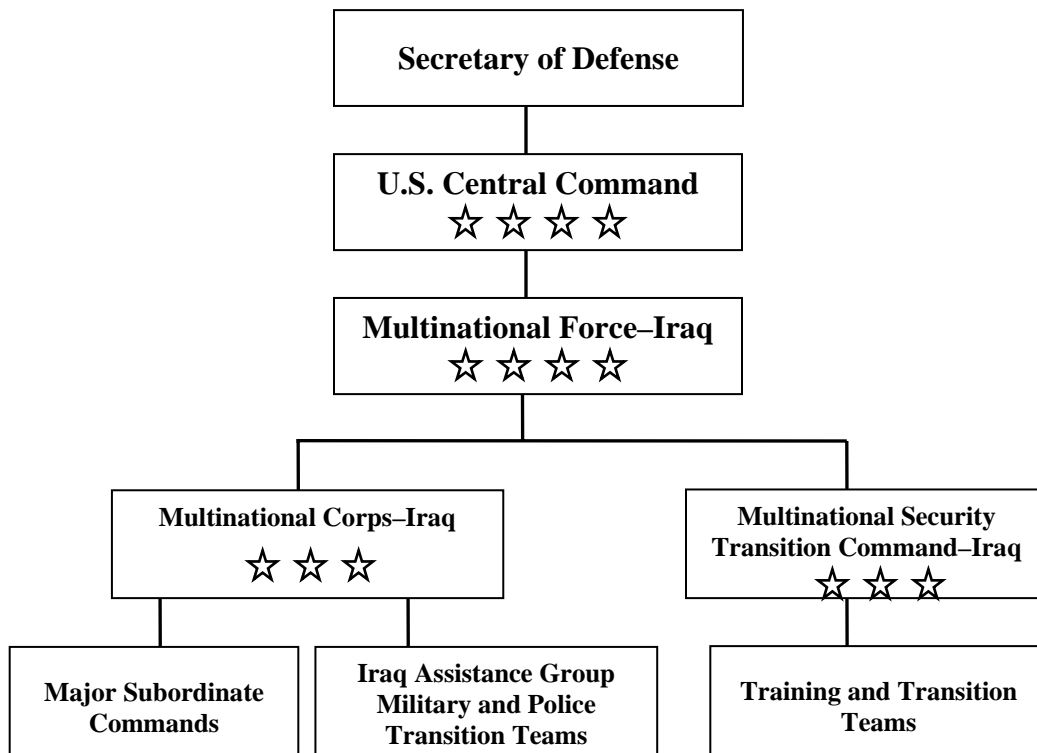 Secretary of Defense
U.S. Central Command
Multinational Force–Iraq
Multinational Corps–Iraq
Multinational Security
Transition Command–Iraq
Major Subordinate
Commands
Iraq Assistance Group
Military and Police
Transition Teams
Training and Transition
Teams